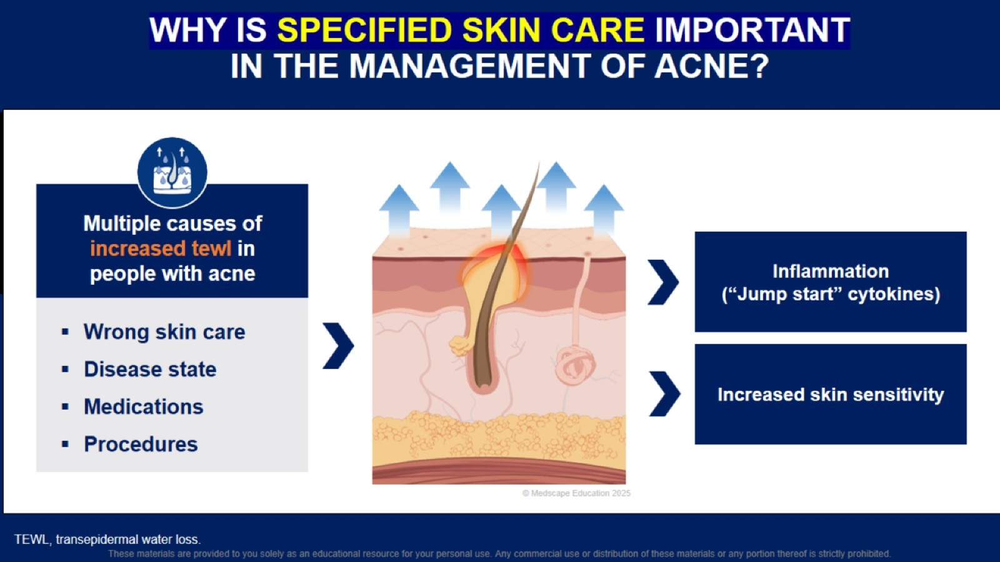 WHY IS SPECIFIED SKIN CARE IMPORTANT
IN THE MANAGEMENT OF ACNE?
Multiple causes of
increased tewl in
people with acne
▪ Wrong skin care
▪ Disease state
▪ Medications
▪ Procedures
Inflammation
(“Jump start” cytokines)
Increased skin sensitivity
© Medscape Education 2025
TEWL, transepidermal water loss.
These materials are provided to you solely as an educational resource for your personal use. Any commercial use or distribution of these materials or any portion thereof is strictly prohibited.